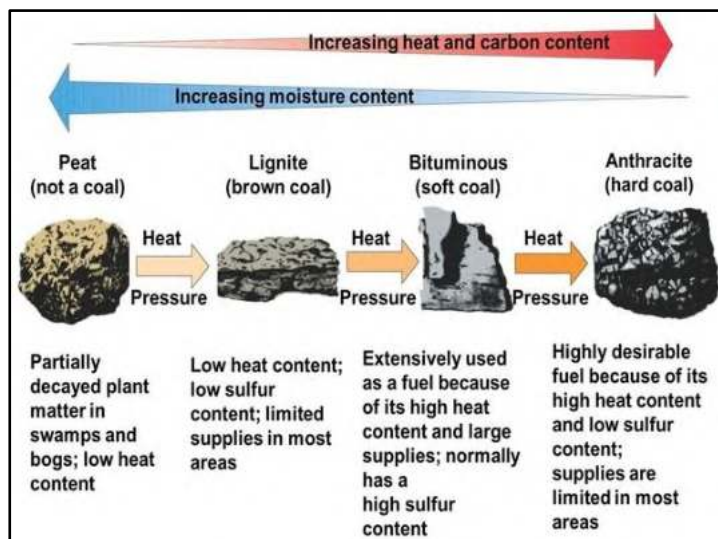 Increasing heat and carbon content
Increasing moisture content
Peat
(not a coal)
Lignite
(brown coal)
Bituminous
(soft coal)
Anthracite
(hard coal)
Heat
Pressure
Heat
Pressure
Heat
Pressure
Partially
decayed plant
matter in
swamps and
bogs; low heat
content
Low heat content;
low sulfur
content; limited
supplies in most
areas
Extensively used
as a fuel because
of its high heat
content and large
supplies; normally
has a
high sulfur
content
Highly desirable
fuel because of its
high heat content
and low sulfur
content;
supplies are
limited in most
areas